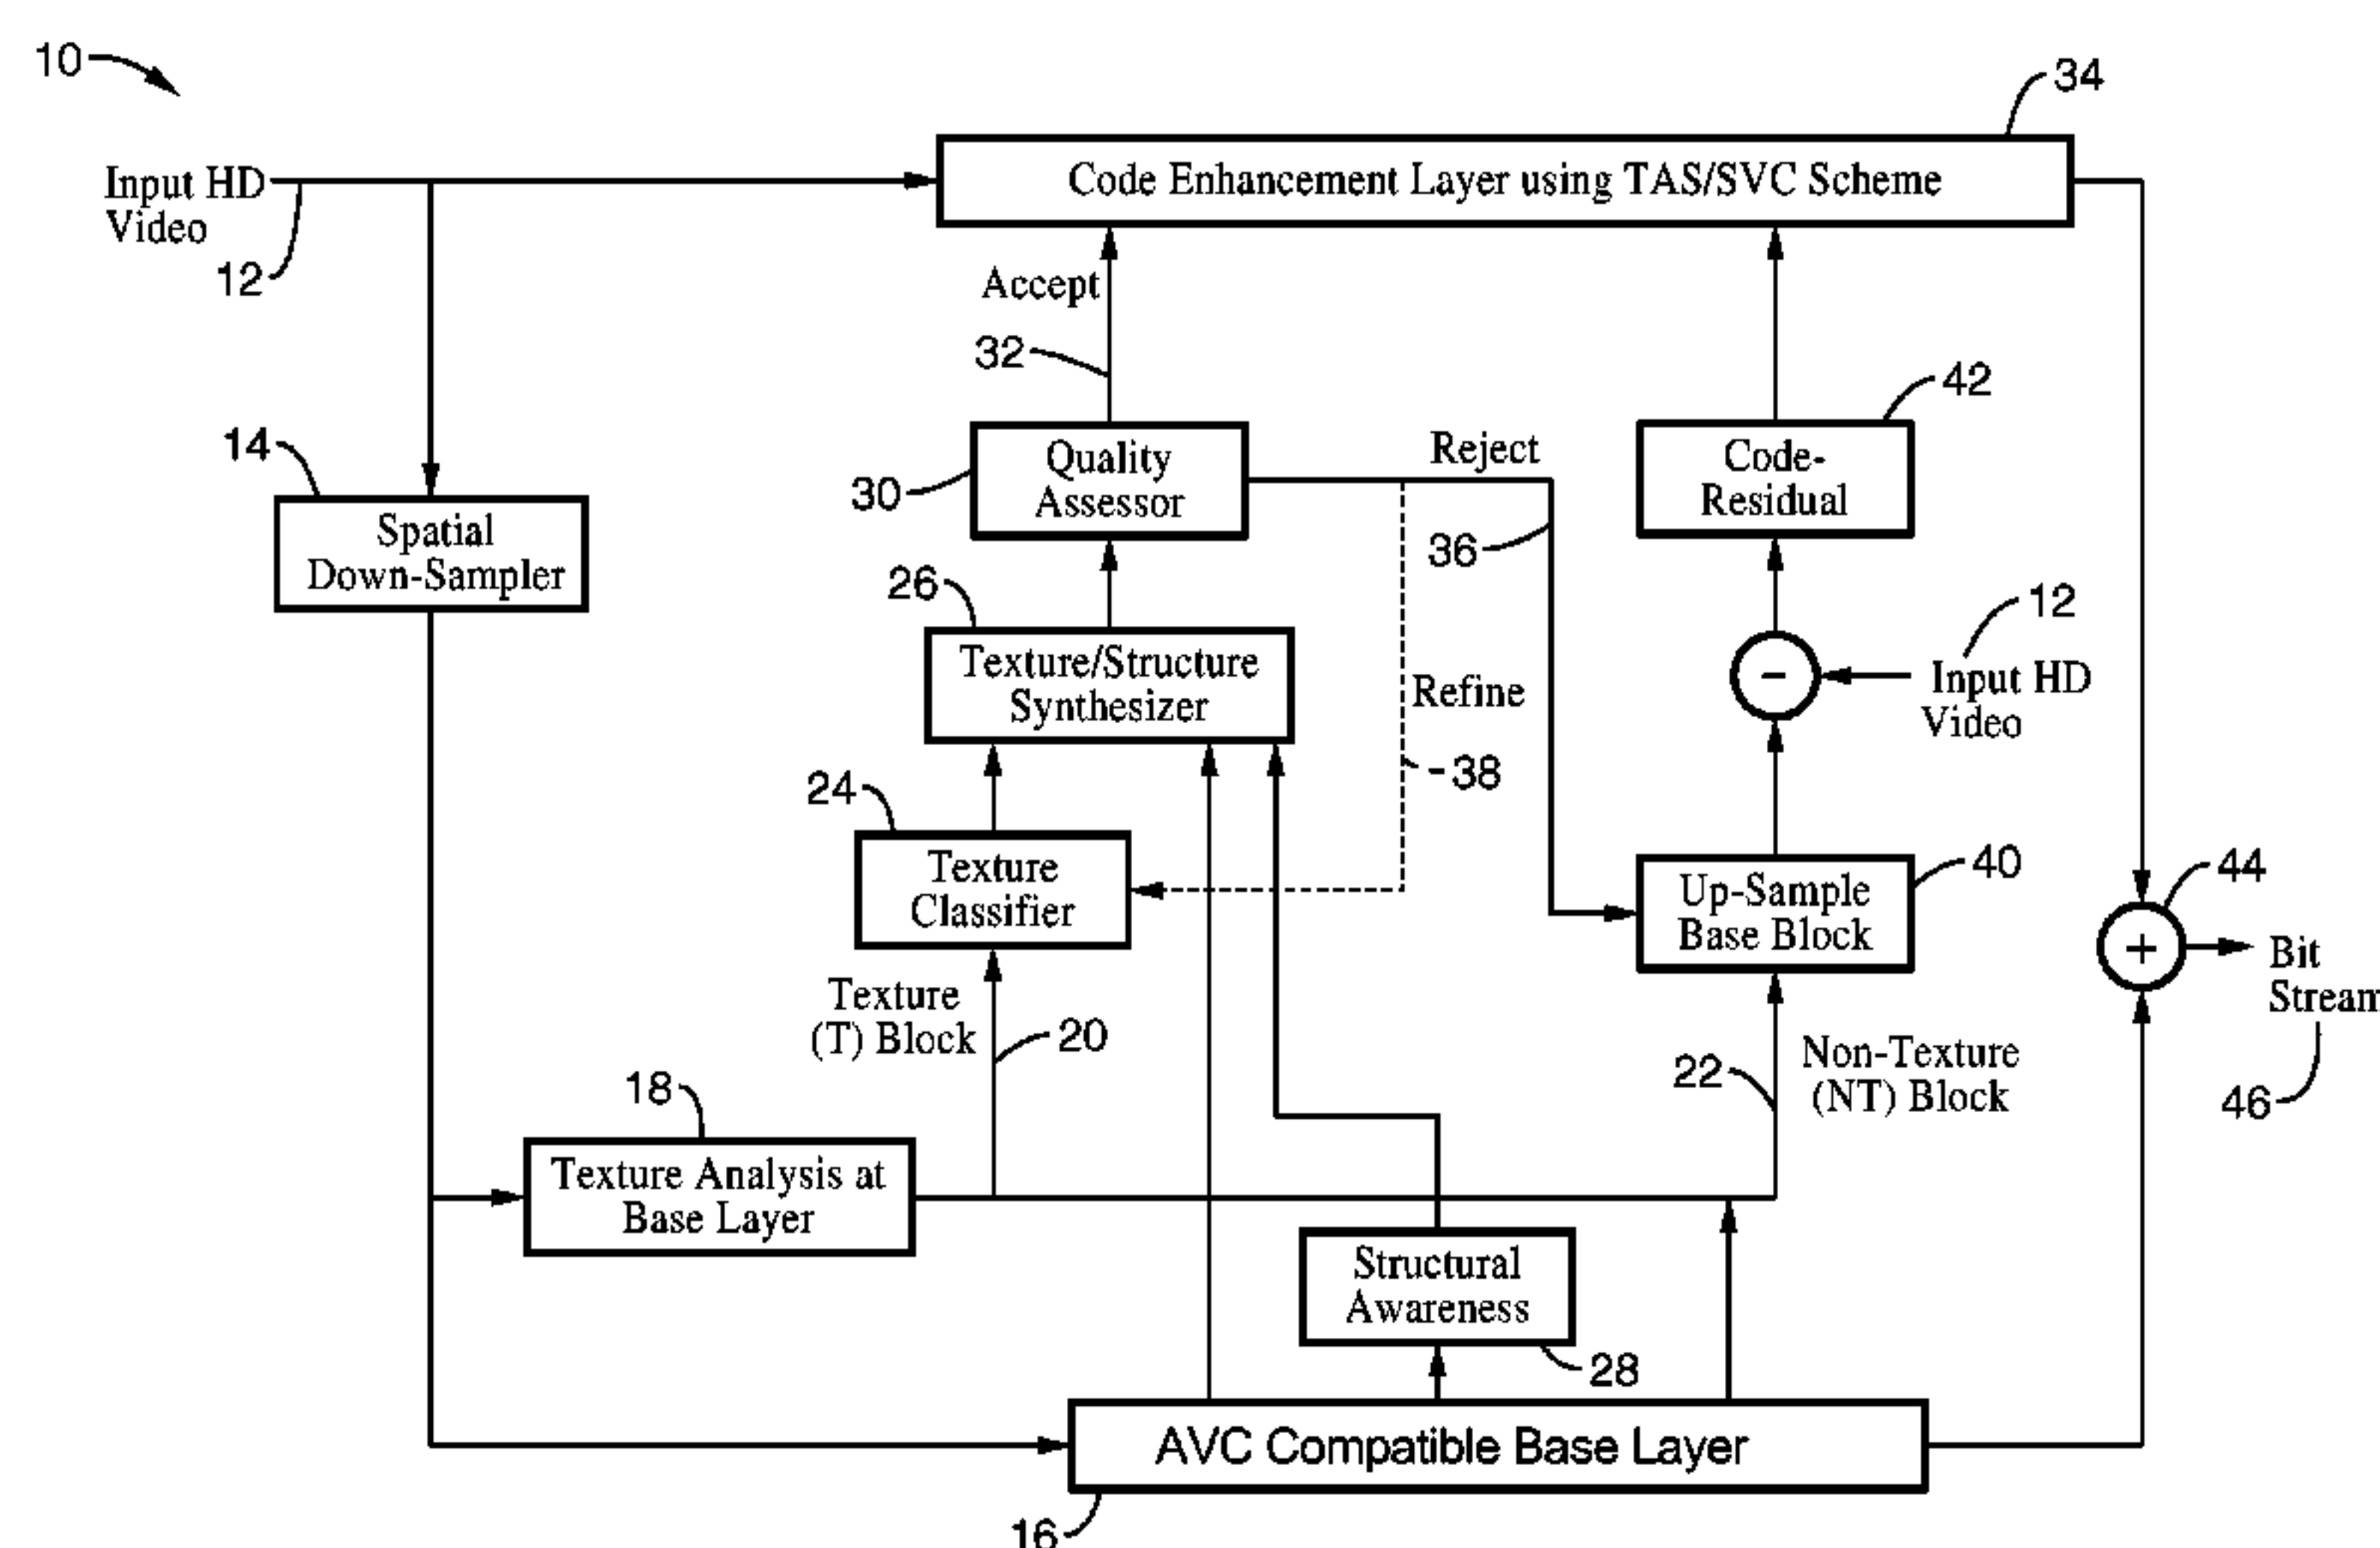 10
34
Input HD
Video
12
Code Enhancement Layer using TAS/SVC Scheme
Accept
32
42
14
Spatial
Down-Sampler
30
Quality
Assessor
Reject
36
Code-
Residual
26
Texture/Structure
Synthesizer
Refine
12
Input HD
Video
-
38
24
Texture
Classifier
40
Up-Sample
Base Block
44
+
Bit
Stream
46
Texture
(T) Block
20
22
Non-Texture
(NT) Block
18
Texture Analysis at
Base Layer
Structural
Awareness
28
AVC Compatible Base Layer
16